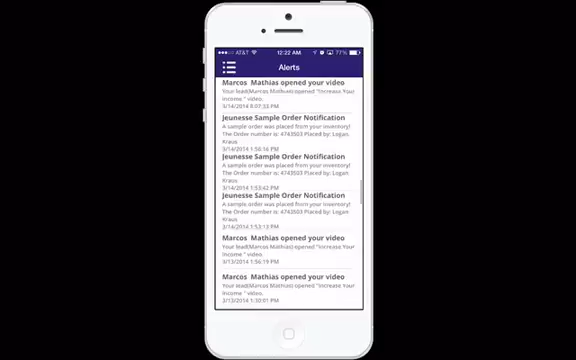 AT&T 12:22 AM 77%
Alerts
Marcos Mathias opened your video
Your lead(Marcos Mathias) opened "Increase Your
Income " video.
3/14/2014 8:07:33 PM
Jeunesse Sample Order Notification
A sample order was placed from your inventory!
The Order number is: 4743503 Placed by: Logan
Kraus
3/14/2014 1:56:16 PM
Jeunesse Sample Order Notification
A sample order was placed from your inventory!
The Order number is: 4743503 Placed by: Logan
Kraus
3/14/2014 1:53:42 PM
Jeunesse Sample Order Notification
A sample order was placed from your inventory!
The Order number is: 4743503 Placed by: Logan
Kraus
3/14/2014 1:53:13 PM
Marcos Mathias opened your video
Your lead(Marcos Mathias) opened "Increase Your
Income " video.
3/13/2014 1:56:19 PM
Marcos Mathias opened your video
Your lead(Marcos Mathias) opened "Increase Your
Income " video.
3/13/2014 1:30:01 PM